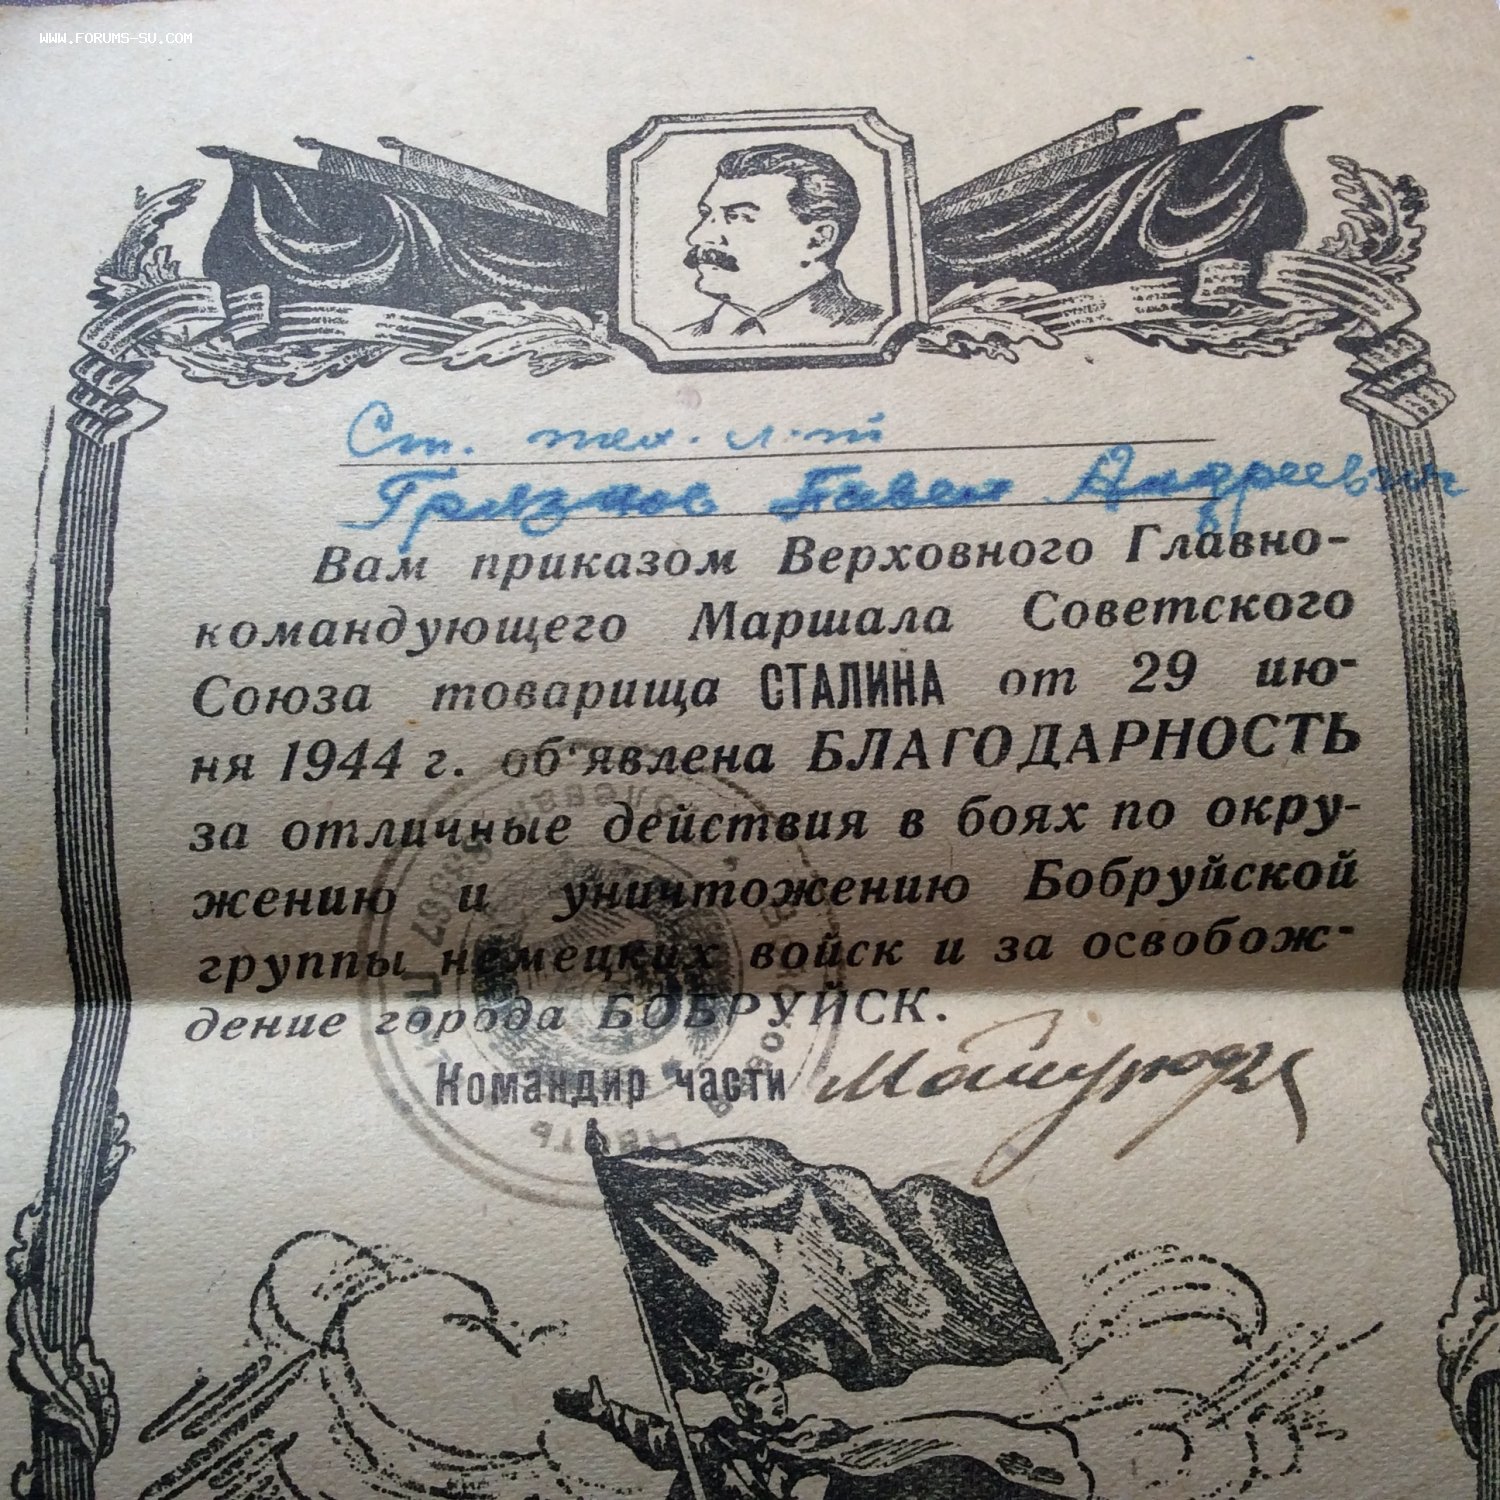 WWW.FORUMS-SU.COM
Ст. тех. л-т
Грязнов Павел Андреевич
Вам приказом Верховного Главно-
командующего Маршала Советского
Союза товарища СТАЛИНА от 29 ию-
ня 1944 г. об'явлена БЛАГОДАРНОСТЬ
за отличные действия в боях по окру-
жению и уничтожению Бобруйской
группы немецких войск и за освобож-
дение города БОБРУЙСК.
Командир части